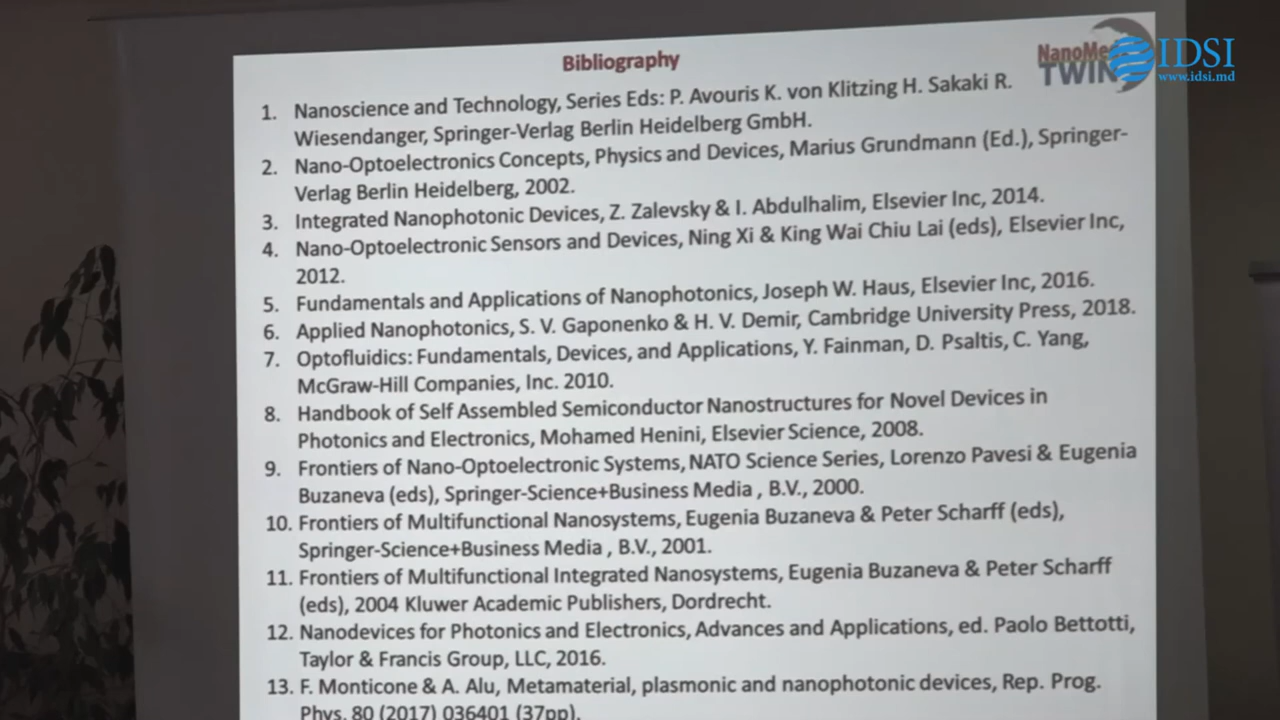 Bibliography
NanoMe
TWIN
IDSI
www.idsi.md
1. Nanoscience and Technology, Series Eds: P. Avouris K. von Klitzing H. Sakaki R.
Wiesendanger, Springer-Verlag Berlin Heidelberg GmbH.
2. Nano-Optoelectronics Concepts, Physics and Devices, Marius Grundmann (Ed.), Springer-
Verlag Berlin Heidelberg, 2002.
3. Integrated Nanophotonic Devices, Z. Zalevsky & I. Abdulhalim, Elsevier Inc, 2014.
4. Nano-Optoelectronic Sensors and Devices, Ning Xi & King Wai Chiu Lai (eds), Elsevier Inc,
2012.
5. Fundamentals and Applications of Nanophotonics, Joseph W. Haus, Elsevier Inc, 2016.
6. Applied Nanophotonics, S. V. Gaponenko & H. V. Demir, Cambridge University Press, 2018.
7. Optofluidics: Fundamentals, Devices, and Applications, Y. Fainman, D. Psaltis, C. Yang,
McGraw-Hill Companies, Inc. 2010.
8. Handbook of Self Assembled Semiconductor Nanostructures for Novel Devices in
Photonics and Electronics, Mohamed Henini, Elsevier Science, 2008.
9. Frontiers of Nano-Optoelectronic Systems, NATO Science Series, Lorenzo Pavesi & Eugenia
Buzaneva (eds), Springer-Science+Business Media , B.V., 2000.
10. Frontiers of Multifunctional Nanosystems, Eugenia Buzaneva & Peter Scharff (eds),
Springer-Science+Business Media , B.V., 2001.
11. Frontiers of Multifunctional Integrated Nanosystems, Eugenia Buzaneva & Peter Scharff
(eds), 2004 Kluwer Academic Publishers, Dordrecht.
12. Nanodevices for Photonics and Electronics, Advances and Applications, ed. Paolo Bettotti,
Taylor & Francis Group, LLC, 2016.
13. F. Monticone & A. Alu, Metamaterial, plasmonic and nanophotonic devices, Rep. Prog.
Phys. 80 (2017) 036401 (37pp).